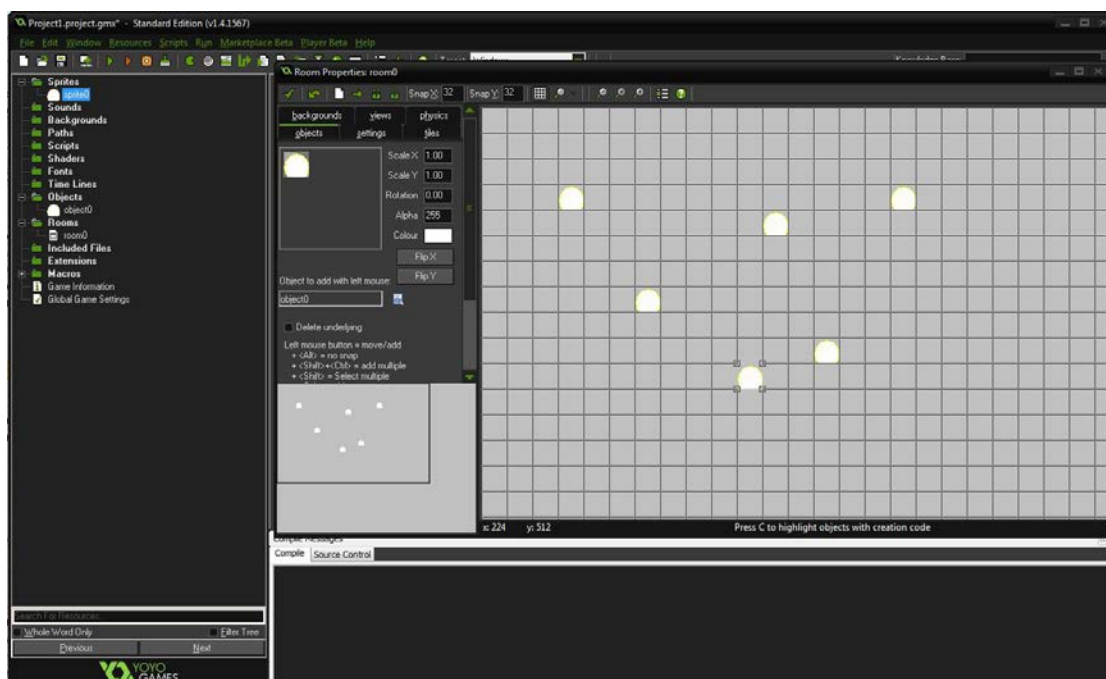 Project1.project.gmx* - Standard Edition (v1.4.1567)
File Edit Window Resources Scripts Run Marketplace Beta Player Beta Help
Sprites
sprite0
Sounds
Backgrounds
Paths
Scripts
Shaders
Fonts
Time Lines
Objects
object0
Rooms
room0
Included Files
Extensions
Macros
Game Information
Global Game Settings
Search For Resources
Whole Word Only Filter Tree
Previous Next
YOYO
GAMES
Room Properties: room0
Snap X: 32 Snap Y: 32
backgrounds views physics
objects settings tiles
Scale X 1.00
Scale Y 1.00
Rotation 0.00
Alpha 255
Colour
Flip X
Flip Y
Object to add with left mouse:
object0
Delete underlying
Left mouse button = move/add
+ <Alt> = no snap
+ <Shift>+<Ctrl> = add multiple
+ <Shift> = Select multiple
x: 224 y: 512 Press C to highlight objects with creation code
Compile Messages
Compile Source Control